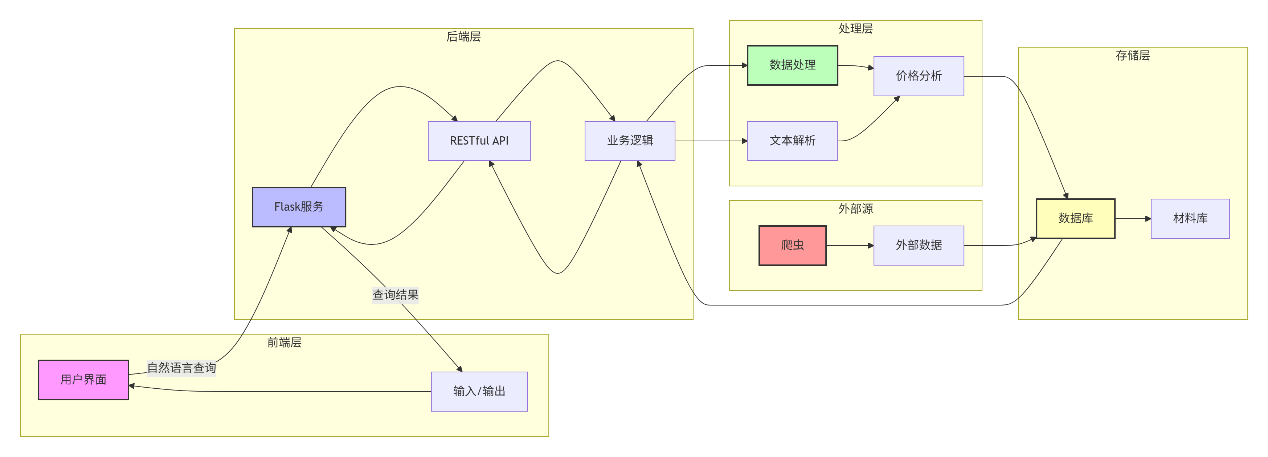 后端层
RESTful API
业务逻辑
Flask服务
查询结果
处理层
数据处理
价格分析
文本解析
外部源
爬虫
外部数据
存储层
数据库
材料库
前端层
用户界面
自然语言查询
输入/输出